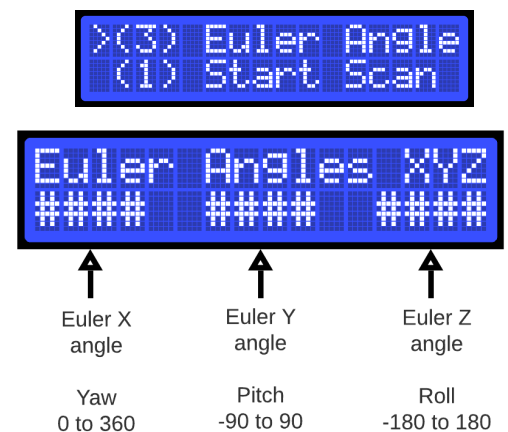 >(3) Euler Angle
(1) Start Scan
Euler Angles XYZ
#### #### ####
Euler X angle
Euler Y angle
Euler Z angle
Yaw
0 to 360
Pitch
-90 to 90
Roll
-180 to 180